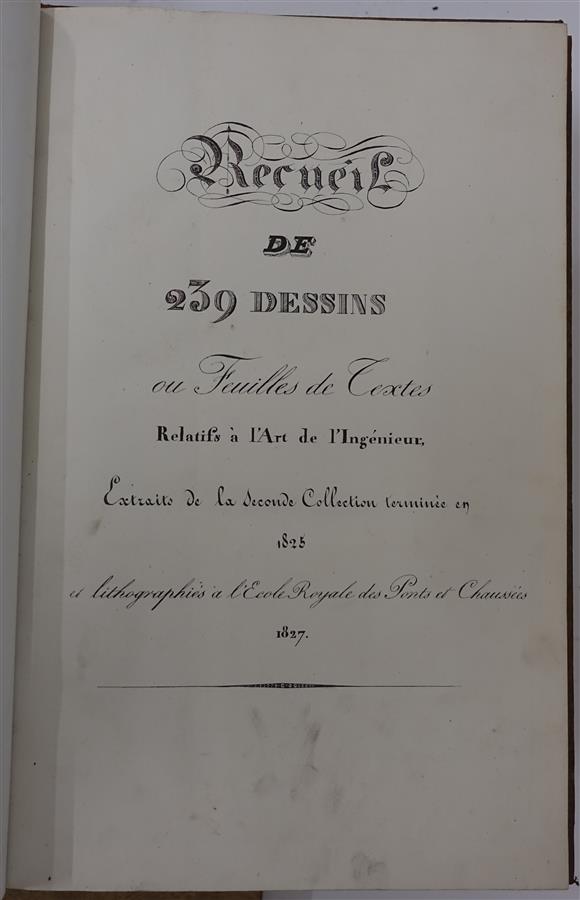 Recueil
DE
239 DESSINS
ou Feuilles de Textes
Relatifs à l'Art de l'Ingénieur,
Extraits de la Seconde Collection terminée en
1825
et lithographiés a l'Ecole Royale des Ponts et Chaussées
1827.